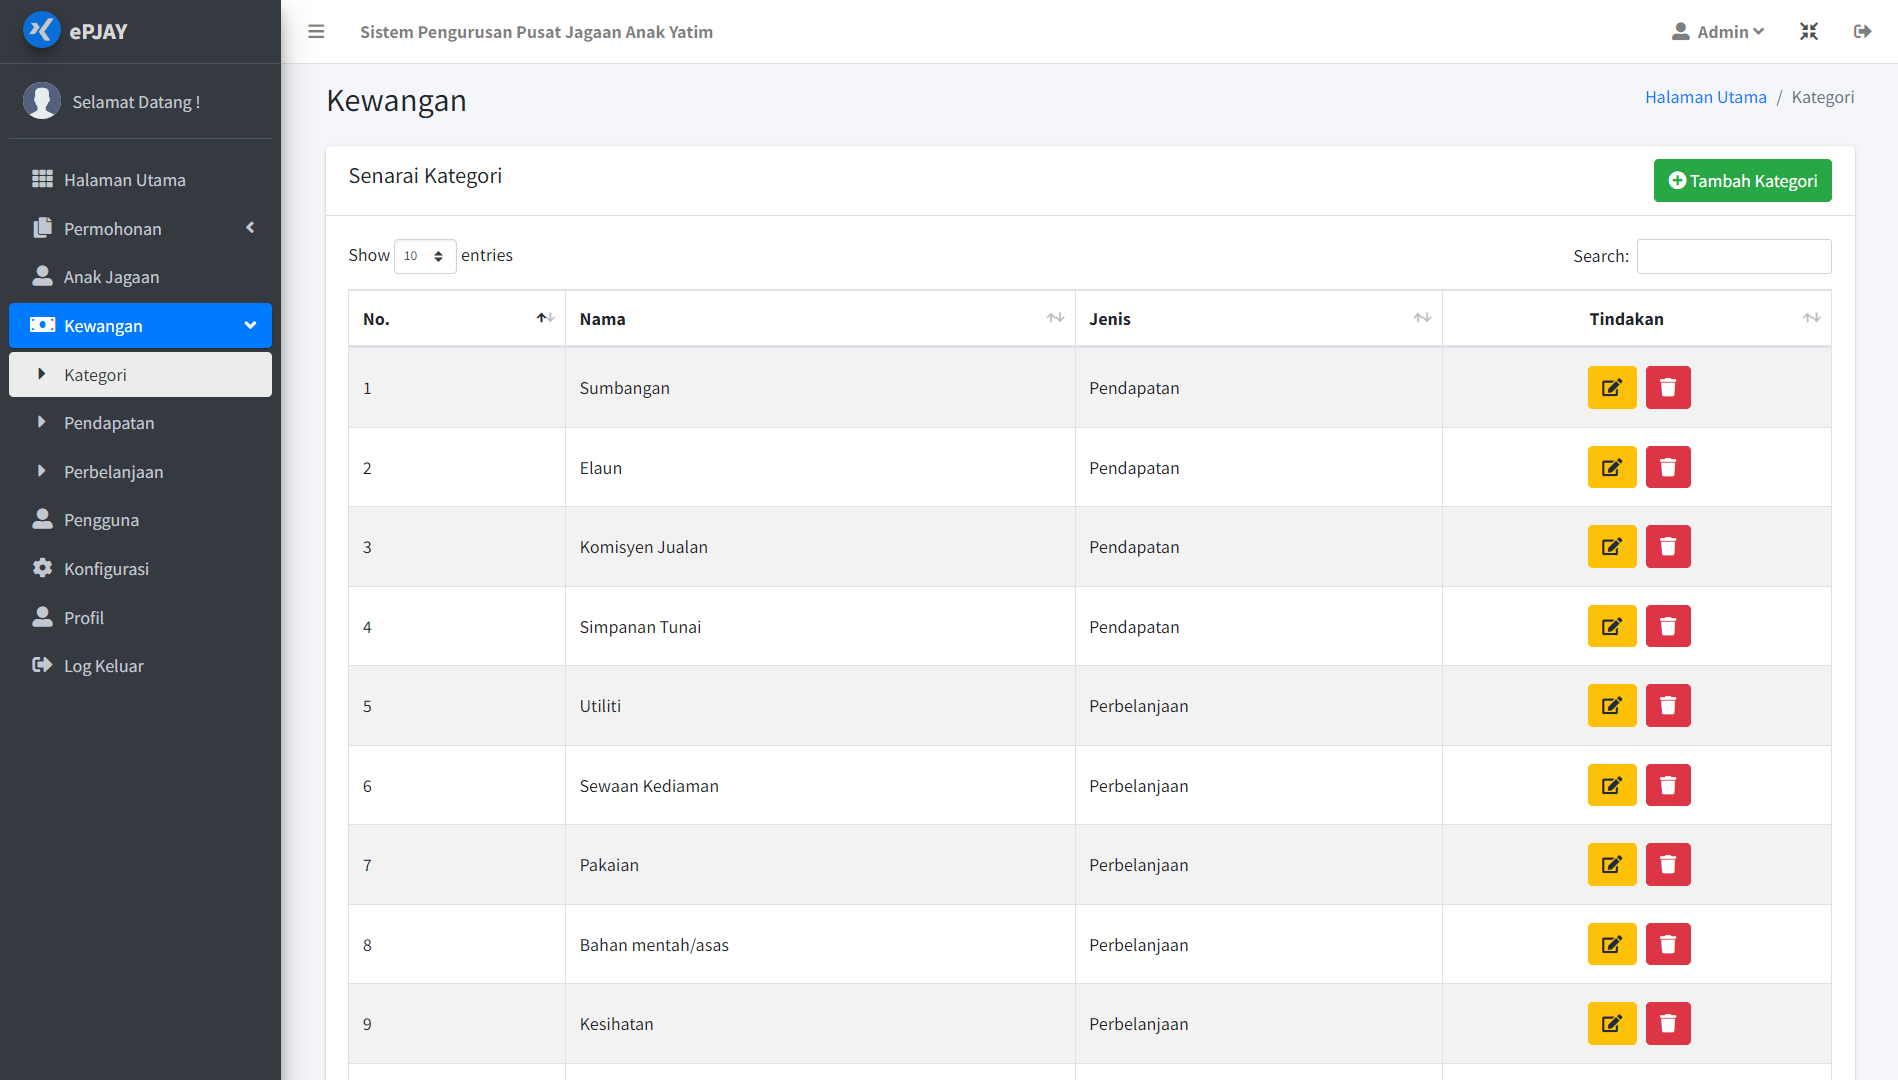 ePJAY
Sistem Pengurusan Pusat Jagaan Anak Yatim
Admin
Selamat Datang !
Halaman Utama
Permohonan
Anak Jagaan
Kewangan
Kategori
Pendapatan
Perbelanjaan
Pengguna
Konfigurasi
Profil
Log Keluar
Kewangan
Halaman Utama / Kategori
Senarai Kategori
Tambah Kategori
Show 10 entries
Search:
No. Nama Jenis Tindakan
1 Sumbangan Pendapatan
2 Elaun Pendapatan
3 Komisyen Jualan Pendapatan
4 Simpanan Tunai Pendapatan
5 Utiliti Perbelanjaan
6 Sewaan Kediaman Perbelanjaan
7 Pakaian Perbelanjaan
8 Bahan mentah/asas Perbelanjaan
9 Kesihatan Perbelanjaan